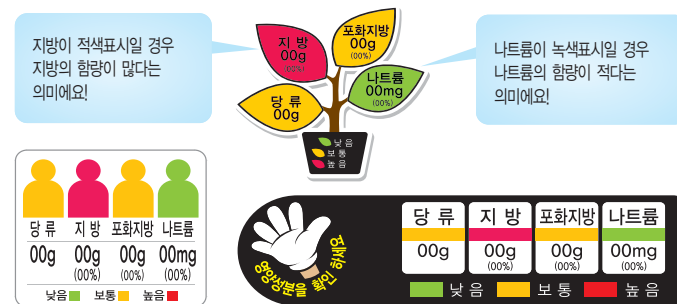 지방이 적색표시일 경우
지방의 함량이 많다는
의미에요!
지 방
00g
(00%)
포화지방
00g
(00%)
당 류
00g
나트륨
00mg
(00%)
낮 음
보 통
높 음
나트륨이 녹색표시일 경우
나트륨의 함량이 적다는
의미에요!
당 류 지 방 포화지방 나트륨
00g 00g 00g 00mg
(00%) (00%) (00%)
낮음 보통 높음
영양성분을 확인 하세요
당 류 지 방 포화지방 나트륨
00g 00g 00g 00mg
(00%) (00%) (00%)
낮 음 보 통 높 음